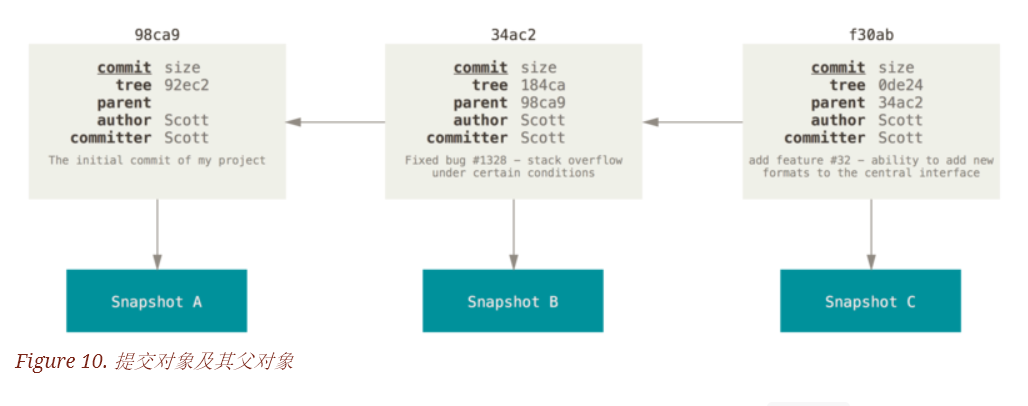 98ca9
commit size
tree 92ec2
parent
author Scott
committer Scott
The initial commit of my project
34ac2
commit size
tree 184ca
parent 98ca9
author Scott
committer Scott
Fixed bug #1328 – stack overflow
under certain conditions
f30ab
commit size
tree 0de24
parent 34ac2
author Scott
committer Scott
add feature #32 – ability to add new
formats to the central interface
Snapshot A
Snapshot B
Snapshot C
Figure 10. 提交对象及其父对象